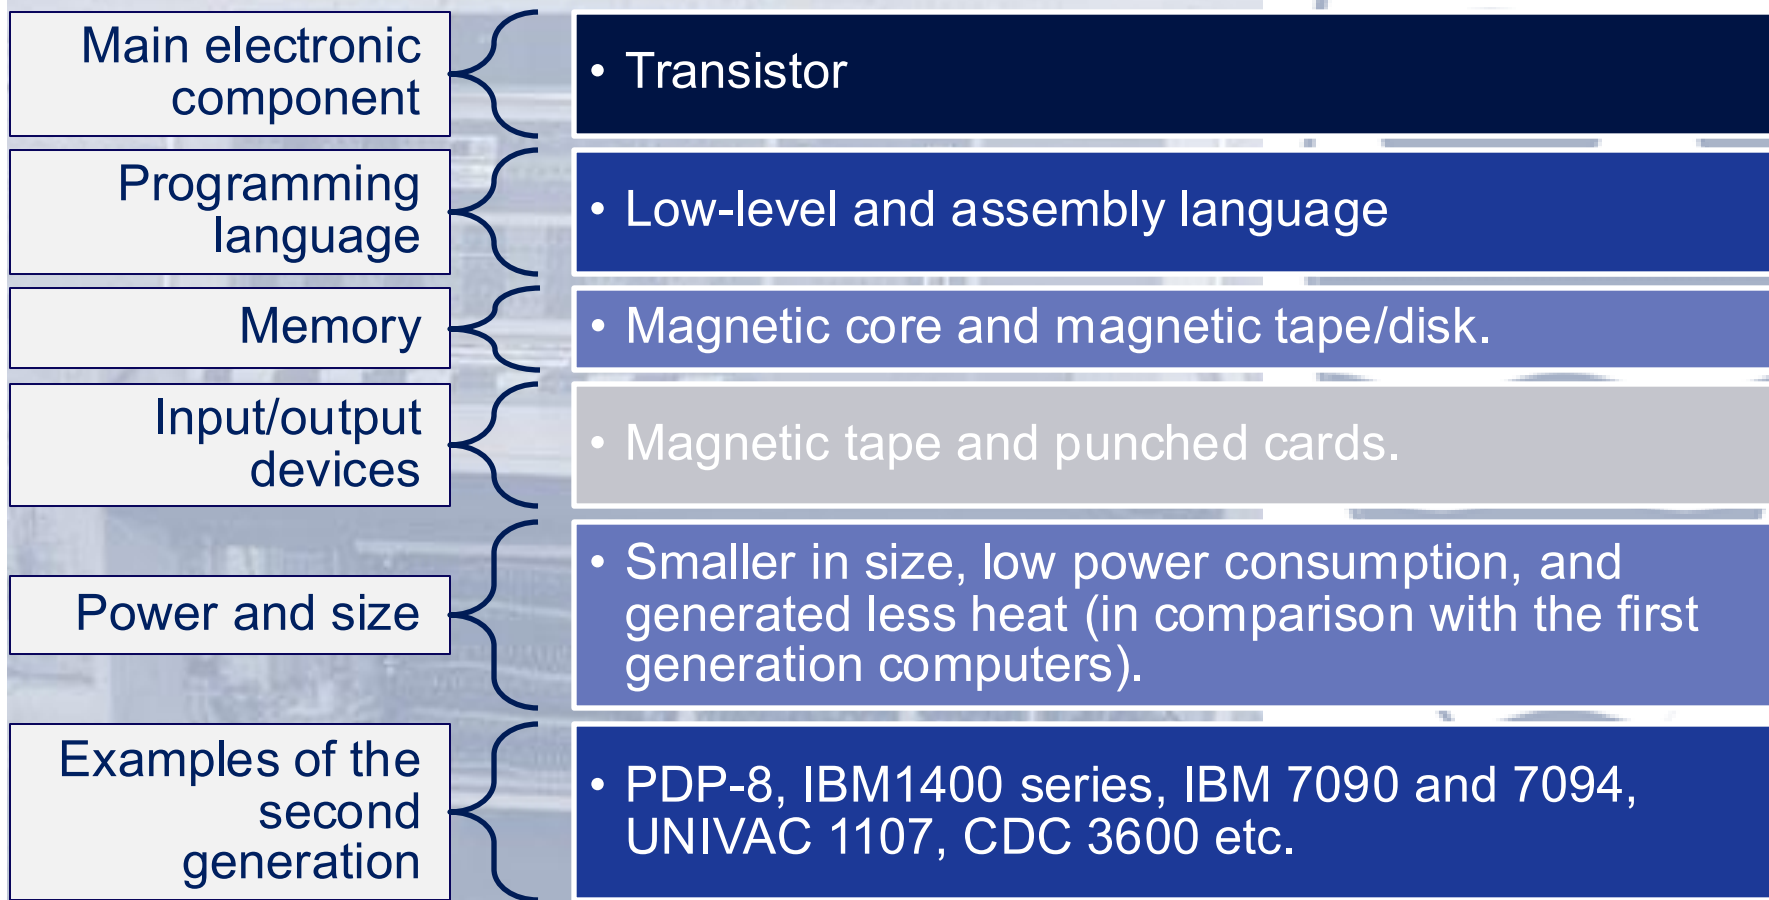 Main electronic
component
• Transistor
Programming
language
• Low-level and assembly language
Memory
• Magnetic core and magnetic tape/disk.
Input/output
devices
• Magnetic tape and punched cards.
Power and size
• Smaller in size, low power consumption, and
generated less heat (in comparison with the first
generation computers).
Examples of the
second
generation
• PDP-8, IBM1400 series, IBM 7090 and 7094,
UNIVAC 1107, CDC 3600 etc.